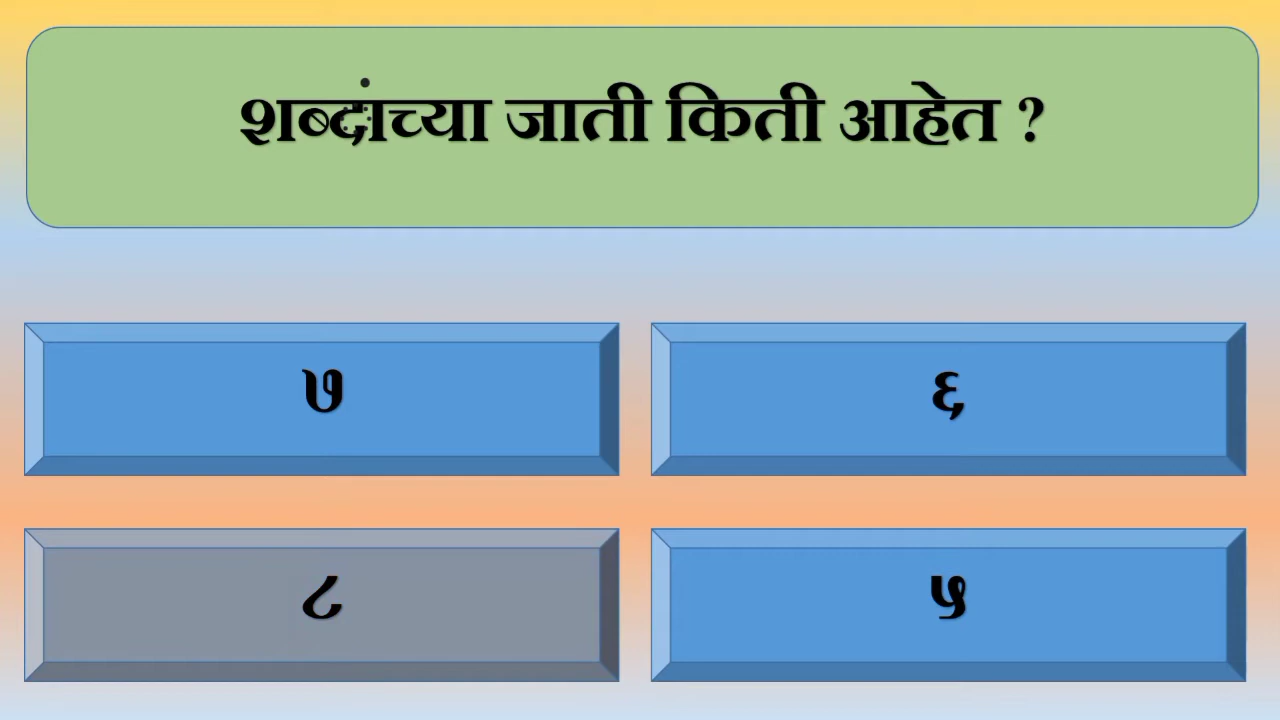 शब्दांच्या जाती किती आहेत ?
७
६
८
५